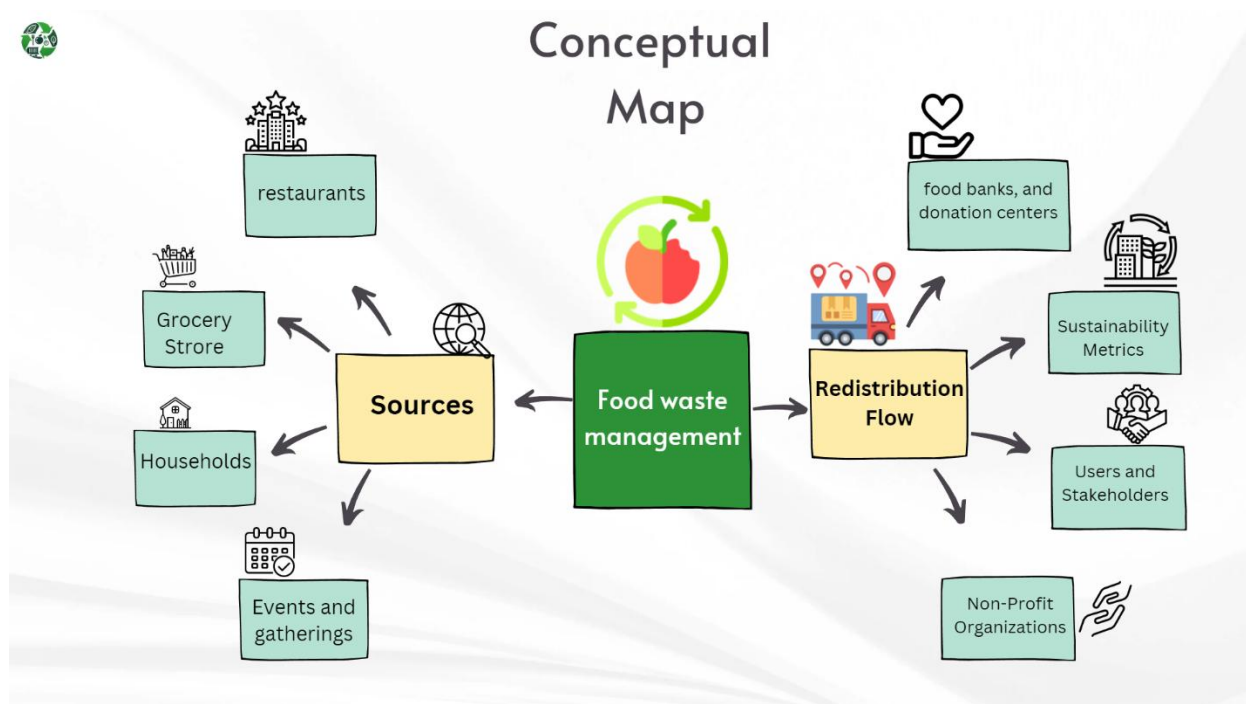 Conceptual
Map
restaurants
Grocery
Strore
Households
Events and
gatherings
Sources
Food waste
management
Redistribution
Flow
food banks, and
donation centers
Sustainability
Metrics
Users and
Stakeholders
Non-Profit
Organizations